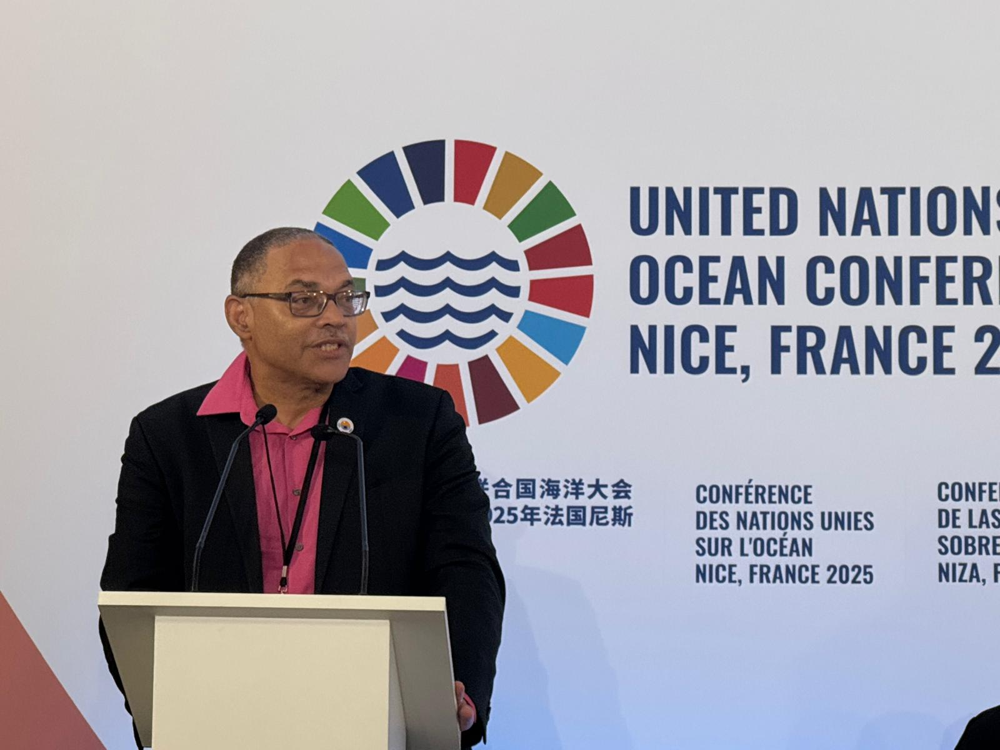 UNITED NATIONS
OCEAN CONFER
NICE, FRANCE 2
合国海洋大会
025年法国尼斯
CONFÉRENCE
DES NATIONS UNIES
SUR L'OCÉAN
NICE, FRANCE 2025
CONFE
DE LAS
SOBRE
NIZA, F